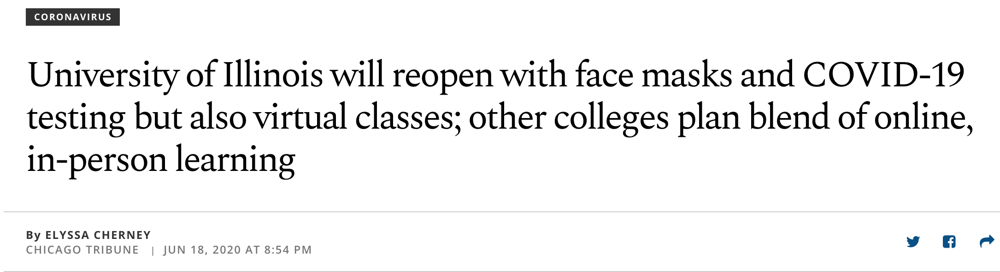 CORONAVIRUS
University of Illinois will reopen with face masks and COVID-19
testing but also virtual classes; other colleges plan blend of online,
in-person learning
By ELYSSA CHERNEY
CHICAGO TRIBUNE | JUN 18, 2020 AT 8:54 PM